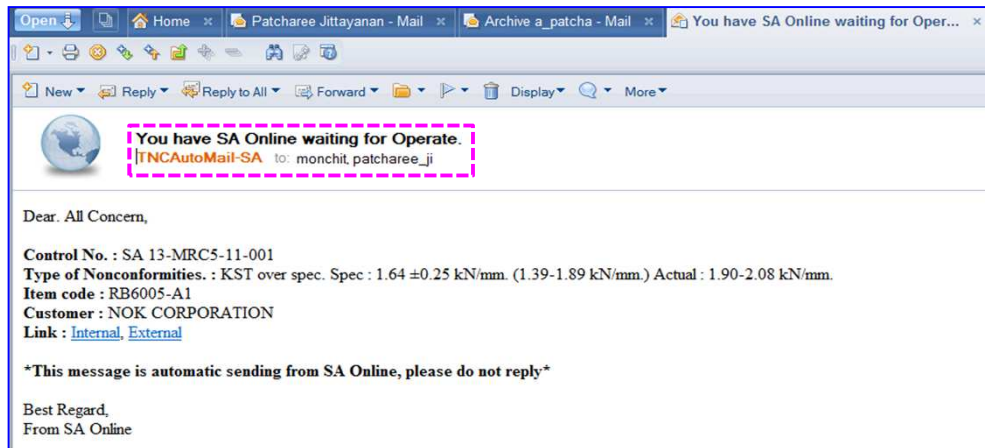 Open Home Patcharee Jittayanan - Mail Archive a_patcha - Mail You have SA Online waiting for Oper...
New Reply Reply to All Forward Display More
You have SA Online waiting for Operate.
TNCAutoMail-SA to: monchit, patcharee_ji
Dear. All Concern,
Control No. : SA 13-MRC5-11-001
Type of Nonconformities. : KST over spec. Spec : 1.64 ±0.25 kN/mm. (1.39-1.89 kN/mm.) Actual : 1.90-2.08 kN/mm.
Item code : RB6005-A1
Customer : NOK CORPORATION
Link : Internal, External
*This message is automatic sending from SA Online, please do not reply*
Best Regard,
From SA Online